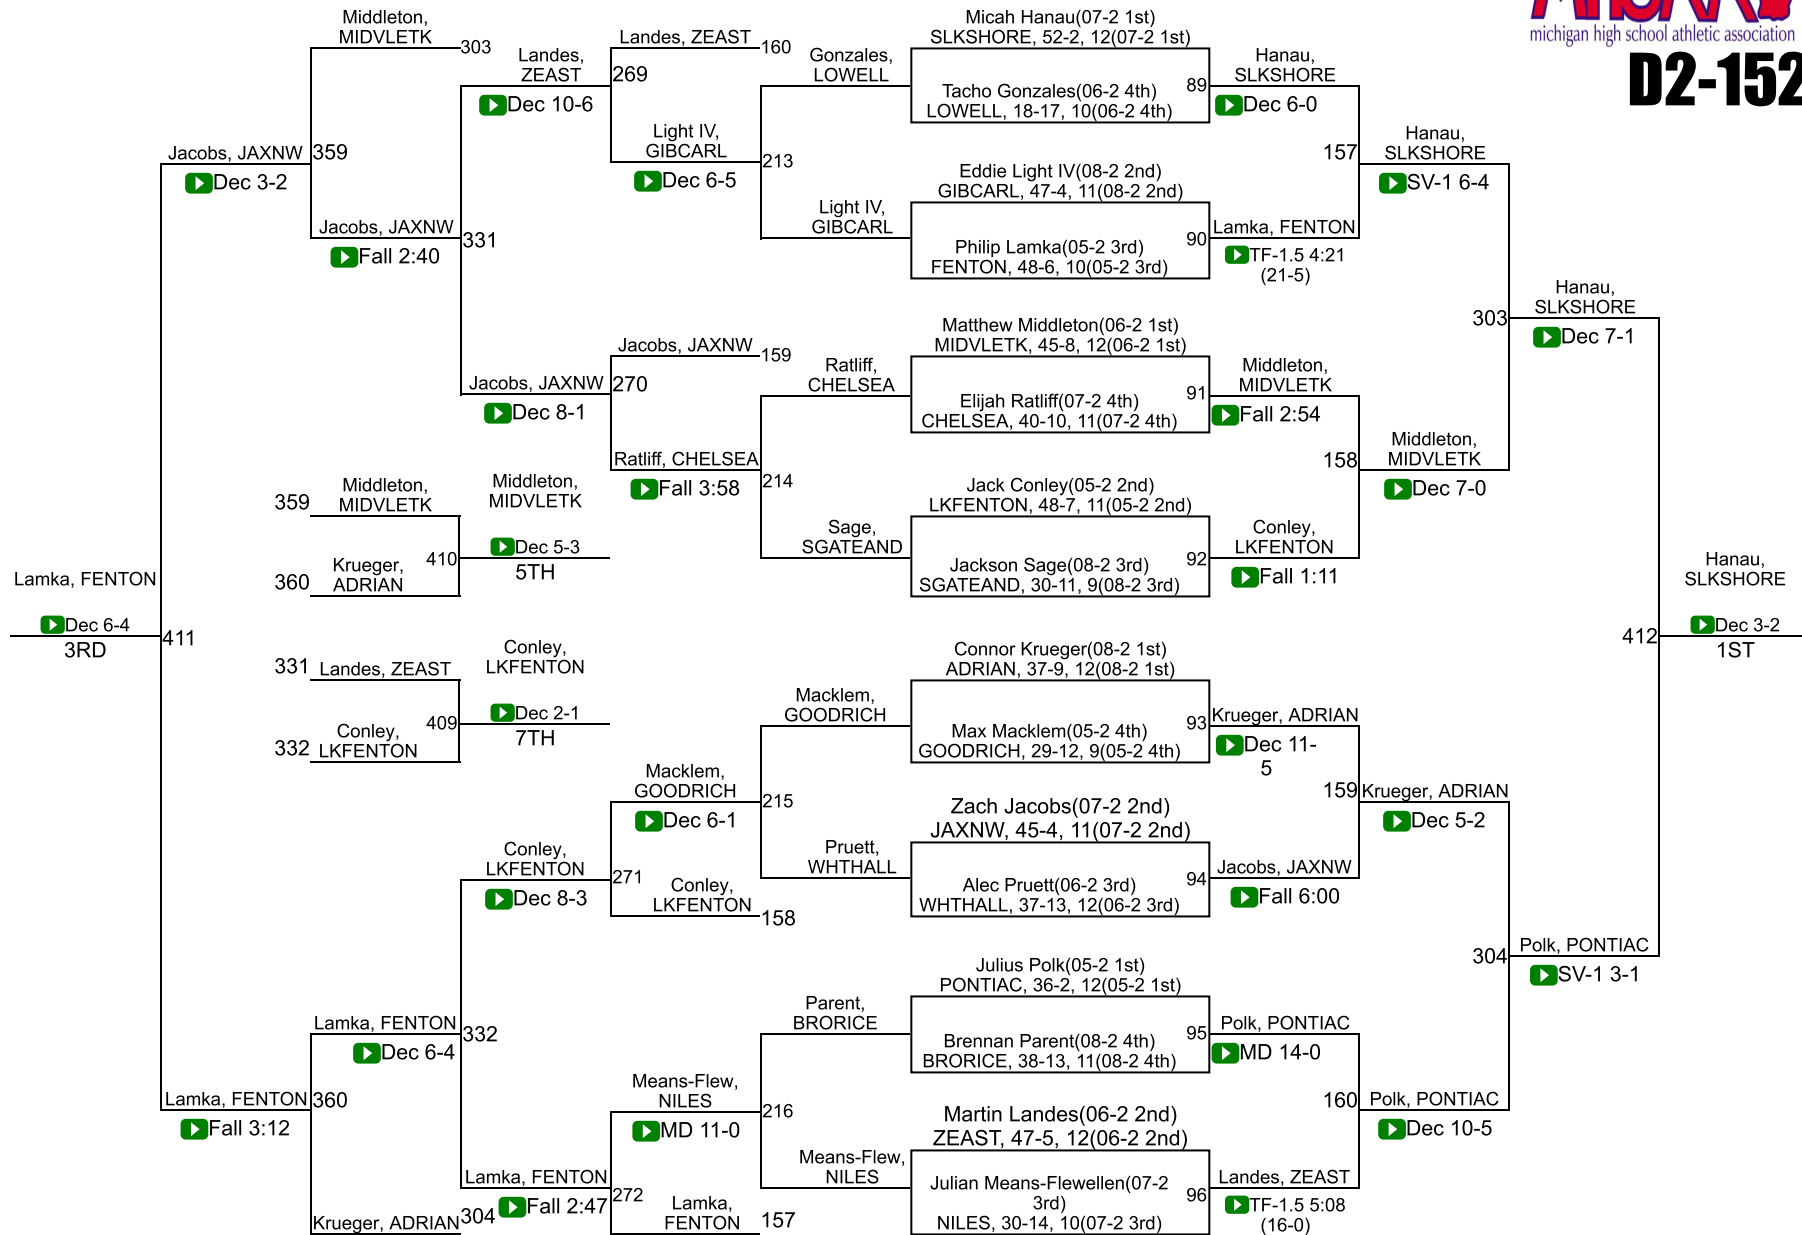 michigan high school athletic association
D2-152
Middleton,
MIDVLETK
303
Jacobs, JAXNW
359
Dec 3-2
Jacobs, JAXNW
Fall 2:40
331
Landes,
ZEAST
Dec 10-6
269
Landes, ZEAST
160
Light IV,
GIBCARL
Dec 6-5
213
Gonzales,
LOWELL
Light IV,
GIBCARL
Jacobs, JAXNW
Dec 8-1
270
Jacobs, JAXNW
159
Ratliff, CHELSEA
Fall 3:58
214
Ratliff,
CHELSEA
Sage,
SGATEAND
359
Middleton,
MIDVLETK
360
Krueger,
ADRIAN
410
Middleton,
MIDVLETK
Dec 5-3
5TH
331
Landes, ZEAST
332
Conley,
LKFENTON
409
Conley,
LKFENTON
Dec 2-1
7TH
Lamka, FENTON
Dec 6-4
3RD
411
Macklem,
GOODRICH
Pruett,
WHTHALL
Macklem,
GOODRICH
Dec 6-1
215
Conley,
LKFENTON
Dec 8-3
271
Conley,
LKFENTON
158
Lamka, FENTON
Dec 6-4
332
Lamka, FENTON
Fall 3:12
360
Krueger, ADRIAN
304
Lamka, FENTON
Fall 2:47
272
Means-Flew,
NILES
MD 11-0
216
Lamka,
FENTON
157
Parent,
BRORICE
Means-Flew,
NILES
Micah Hanau(07-2 1st)
SLKSHORE, 52-2, 12(07-2 1st)
Tacho Gonzales(06-2 4th)
LOWELL, 18-17, 10(06-2 4th)
89
Hanau,
SLKSHORE
Dec 6-0
Eddie Light IV(08-2 2nd)
GIBCARL, 47-4, 11(08-2 2nd)
Philip Lamka(05-2 3rd)
FENTON, 48-6, 10(05-2 3rd)
90
Lamka, FENTON
TF-1.5 4:21
(21-5)
157
Hanau,
SLKSHORE
SV-1 6-4
Matthew Middleton(06-2 1st)
MIDVLETK, 45-8, 12(06-2 1st)
Elijah Ratliff(07-2 4th)
CHELSEA, 40-10, 11(07-2 4th)
91
Middleton,
MIDVLETK
Fall 2:54
Jack Conley(05-2 2nd)
LKFENTON, 48-7, 11(05-2 2nd)
Jackson Sage(08-2 3rd)
SGATEAND, 30-11, 9(08-2 3rd)
92
Conley,
LKFENTON
Fall 1:11
158
Middleton,
MIDVLETK
Dec 7-0
303
Hanau,
SLKSHORE
Dec 7-1
Connor Krueger(08-2 1st)
ADRIAN, 37-9, 12(08-2 1st)
Max Macklem(05-2 4th)
GOODRICH, 29-12, 9(05-2 4th)
93
Krueger, ADRIAN
Dec 11-
5
Zach Jacobs(07-2 2nd)
JAXNW, 45-4, 11(07-2 2nd)
Alec Pruett(06-2 3rd)
WHTHALL, 37-13, 12(06-2 3rd)
94
Jacobs, JAXNW
Fall 6:00
159
Krueger, ADRIAN
Dec 5-2
Julius Polk(05-2 1st)
PONTIAC, 36-2, 12(05-2 1st)
Brennan Parent(08-2 4th)
BRORICE, 38-13, 11(08-2 4th)
95
Polk, PONTIAC
MD 14-0
Martin Landes(06-2 2nd)
ZEAST, 47-5, 12(06-2 2nd)
Julian Means-Flewellen(07-2
3rd)
NILES, 30-14, 10(07-2 3rd)
96
Landes, ZEAST
TF-1.5 5:08
(16-0)
160
Polk, PONTIAC
Dec 10-5
304
Polk, PONTIAC
SV-1 3-1
412
Hanau,
SLKSHORE
Dec 3-2
1ST